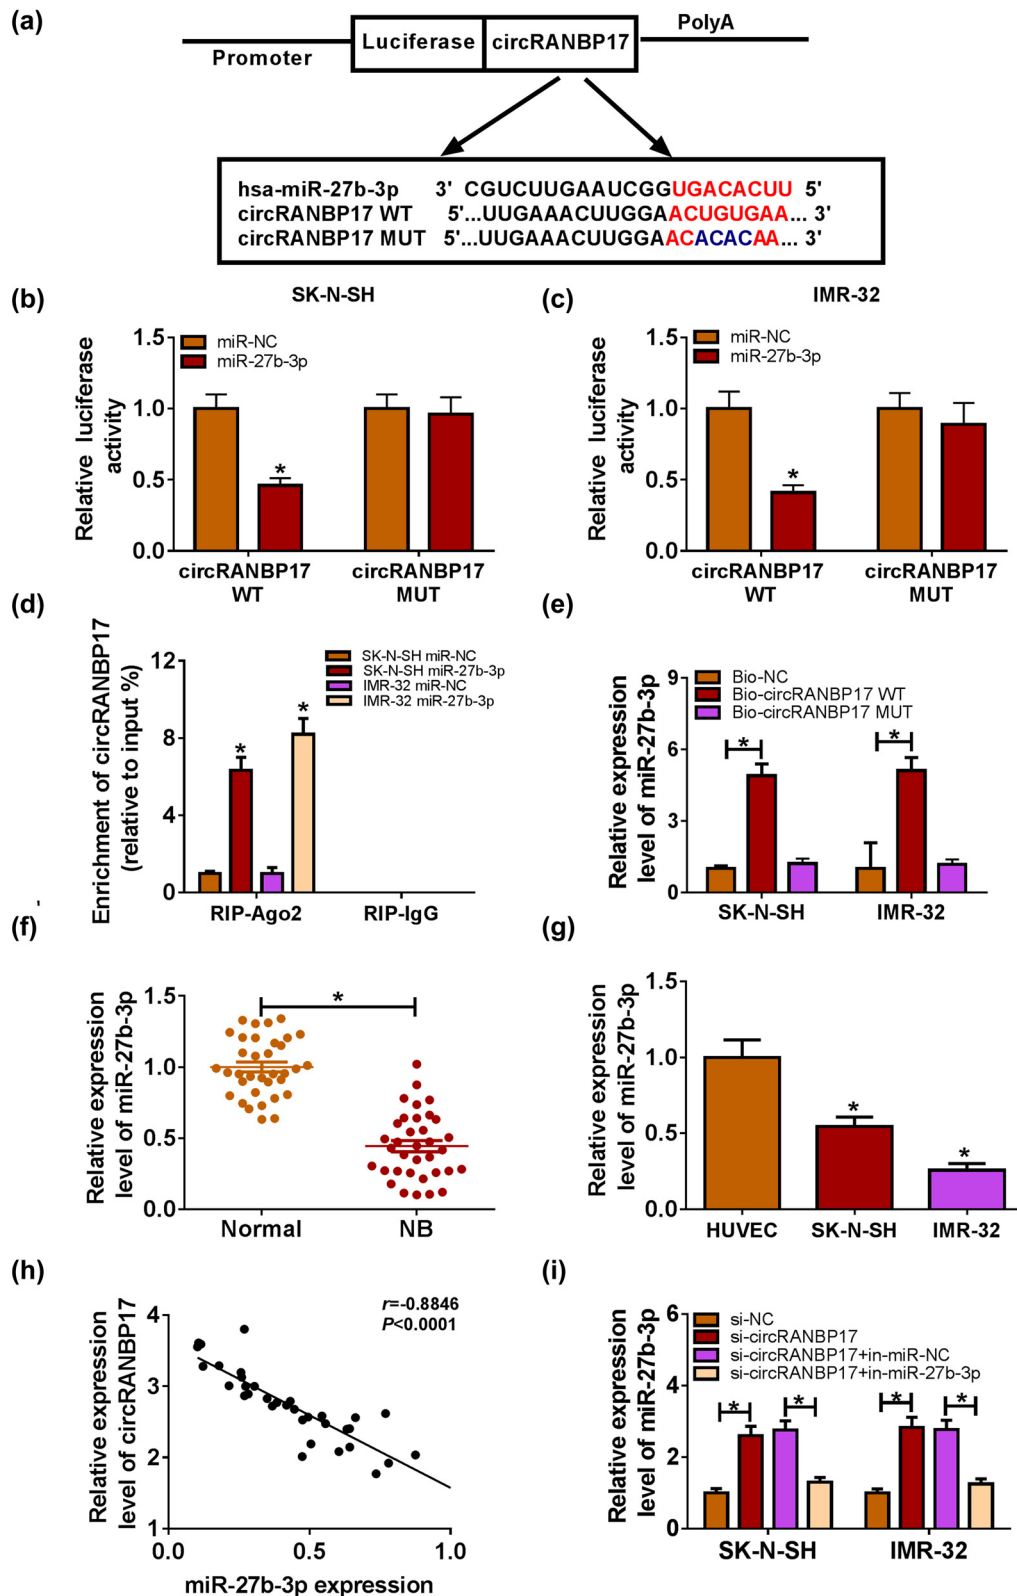 (a)
Promoter
Luciferase
circRANBP17
PolyA
hsa-miR-27b-3p 3' CGUCUUGAAUCGGUGACACUU 5'
circRANBP17 WT 5'...UUGAAACUUGGAACUGUGAA... 3'
circRANBP17 MUT 5'...UUGAAACUUGGAACACACAA... 3'
(b)
SK-N-SH
Relative luciferase
activity
1.5
1.0
0.5
0.0
miR-NC
miR-27b-3p
*
circRANBP17
WT
circRANBP17
MUT
(c)
IMR-32
Relative luciferase
activity
1.5
1.0
0.5
0.0
miR-NC
miR-27b-3p
*
circRANBP17
WT
circRANBP17
MUT
(d)
Enrichment of circRANBP17
(relative to input %)
12
8
4
0
SK-N-SH miR-NC
SK-N-SH miR-27b-3p
IMR-32 miR-NC
IMR-32 miR-27b-3p
*
*
RIP-Ago2
RIP-IgG
(e)
Relative expression
level of miR-27b-3p
9
6
3
0
Bio-NC
Bio-circRANBP17 WT
Bio-circRANBP17 MUT
*
*
SK-N-SH
IMR-32
(f)
Relative expression
level of miR-27b-3p
1.5
1.0
0.5
0.0
*
Normal
NB
(g)
Relative expression
level of miR-27b-3p
1.5
1.0
0.5
0.0
*
*
HUVEC
SK-N-SH
IMR-32
(h)
Relative expression
level of circRANBP17
4
3
2
1
r=-0.8846
P<0.0001
0.0
0.5
1.0
miR-27b-3p expression
(i)
Relative expression
level of miR-27b-3p
6
4
2
0
si-NC
si-circRANBP17
si-circRANBP17+in-miR-NC
si-circRANBP17+in-miR-27b-3p
*
*
*
*
SK-N-SH
IMR-32